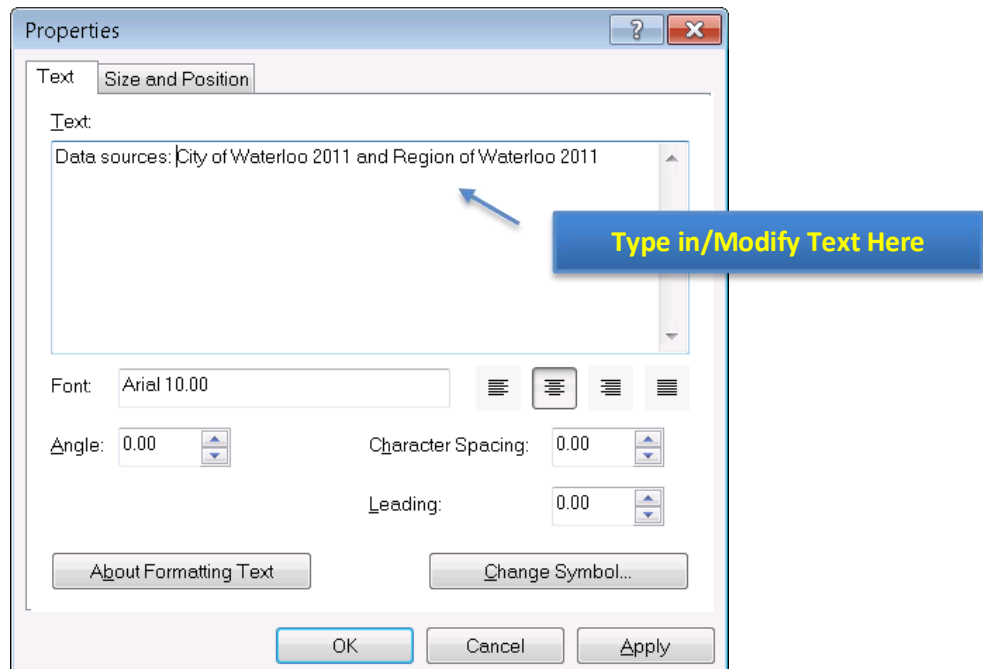 Properties
Text Size and Position
Text:
Data sources: City of Waterloo 2011 and Region of Waterloo 2011
Type in/Modify Text Here
Font: Arial 10.00
Angle: 0.00 Character Spacing: 0.00
Leading: 0.00
About Formatting Text Change Symbol...
OK Cancel Apply